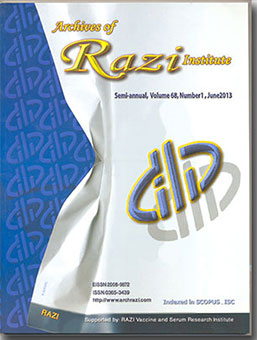 Archives of
Razi Institute
Semi-annual, Volume 68, Number1, June2013
EISSN:2008-9872
ISSN:0365-3439
http://www.archrazi.com
Indexed in SCOPUS, ISC
RAZI
Supported by: RAZI Vaccine and Serum Research Institute